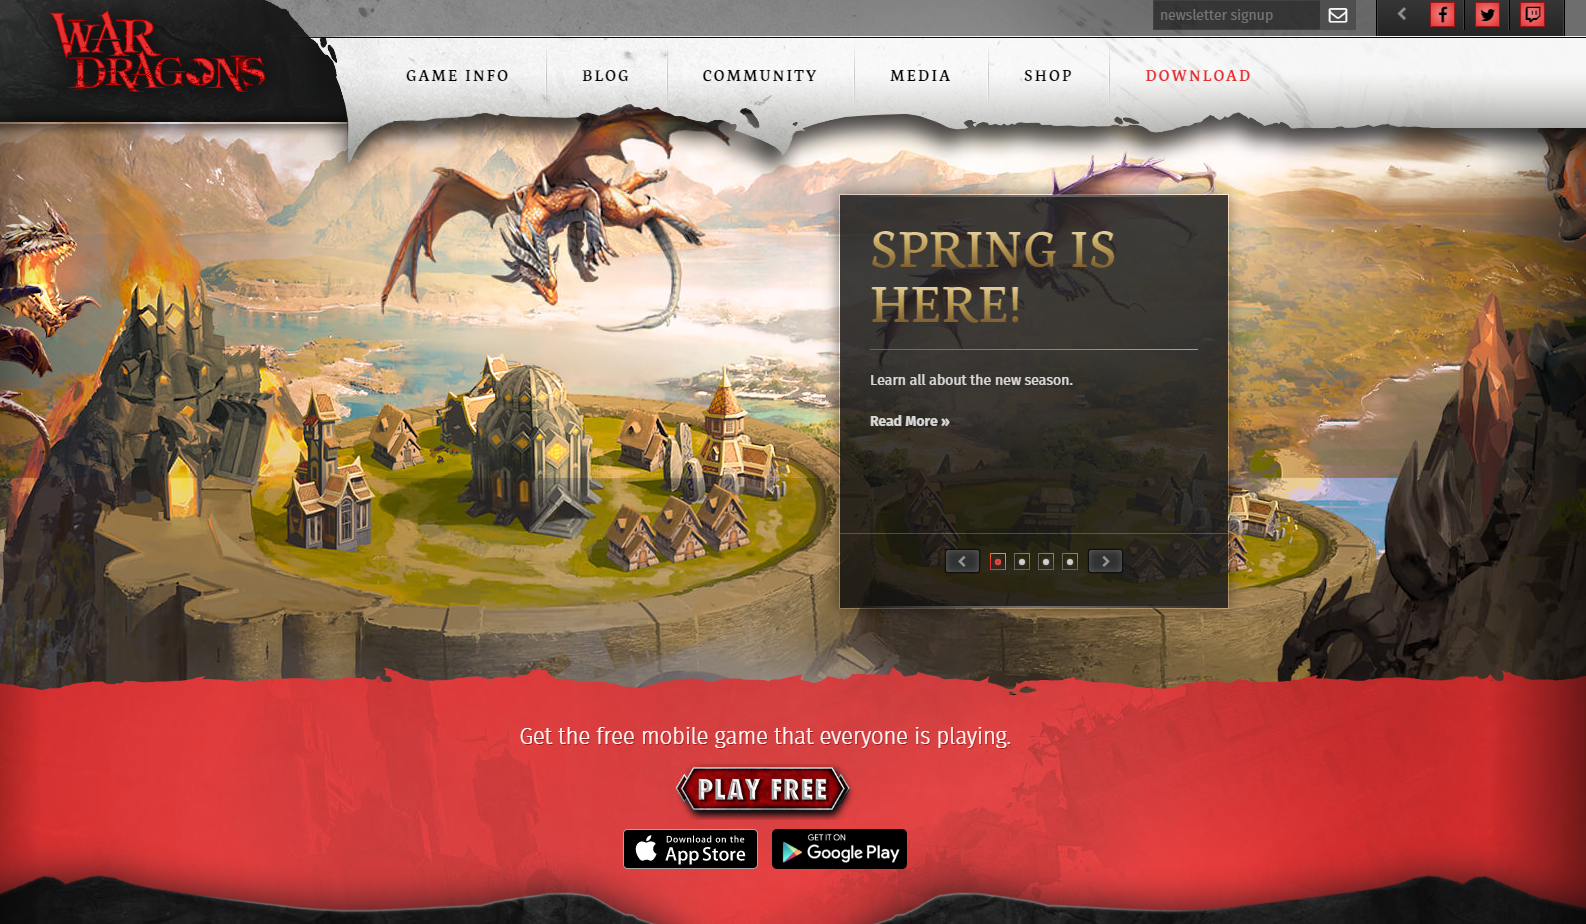 WAR
DRAGONS
newsletter signup
GAME INFO
BLOG
COMMUNITY
MEDIA
SHOP
DOWNLOAD
SPRING IS
HERE!
Learn all about the new season.
Read More »
Get the free mobile game that everyone is playing.
PLAY FREE
Download on the
App Store
GET IT ON
Google Play